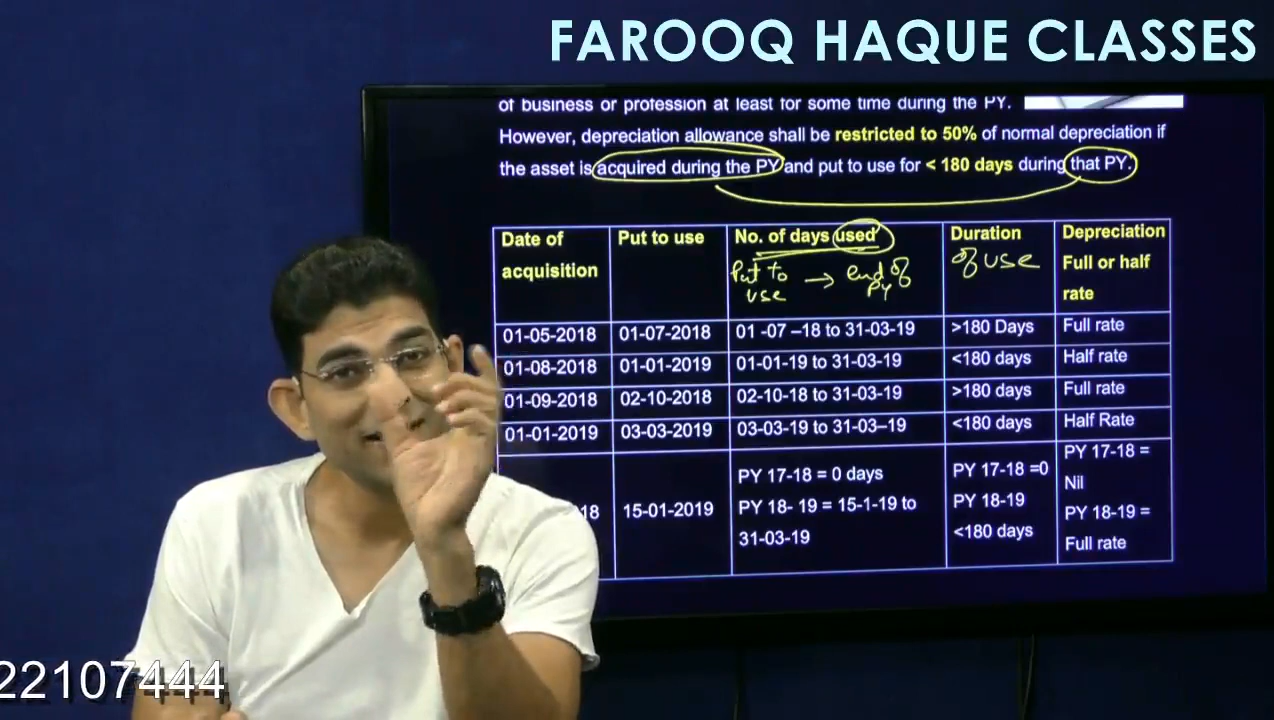 FAROOQ HAQUE CLASSES
of business or profession at least for some time during the PY.
However, depreciation allowance shall be restricted to 50% of normal depreciation if
the asset is acquired during the PY and put to use for < 180 days during that PY.
Date of acquisition Put to use No. of days used Duration Depreciation Full or half rate
Put to use → end of PY of use
01-05-2018 01-07-2018 01 -07 –18 to 31-03-19 >180 Days Full rate
01-08-2018 01-01-2019 01-01-19 to 31-03-19 <180 days Half rate
01-09-2018 02-10-2018 02-10-18 to 31-03-19 >180 days Full rate
01-01-2019 03-03-2019 03-03-19 to 31-03–19 <180 days Half Rate
18 15-01-2019 PY 17-18 = 0 days PY 17-18 =0 PY 17-18 = Nil
PY 18- 19 = 15-1-19 to 31-03-19 PY 18-19 <180 days PY 18-19 = Full rate
22107444